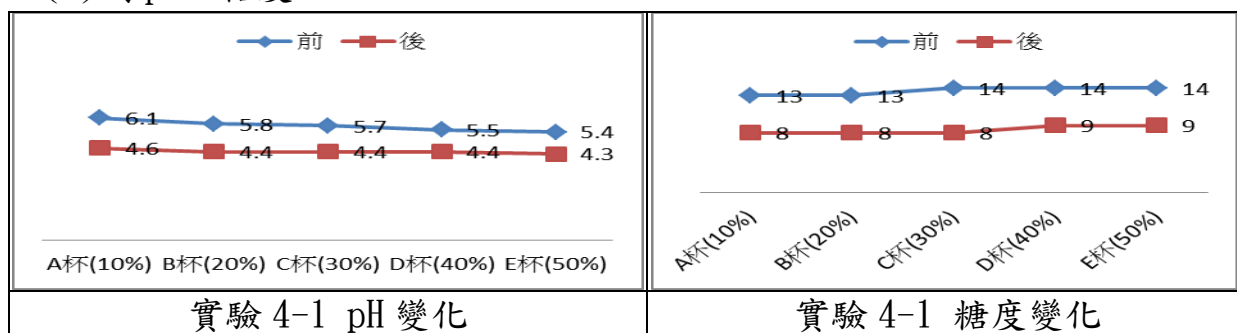 前 後
6.1 5.8 5.7 5.5 5.4
4.6 4.4 4.4 4.4 4.3
A杯(10%) B杯(20%) C杯(30%) D杯(40%) E杯(50%)
實驗 4-1 pH 變化
前 後
13 13 14 14 14
8 8 8 9 9
A杯(10%) B杯(20%) C杯(30%) D杯(40%) E杯(50%)
實驗 4-1 糖度變化